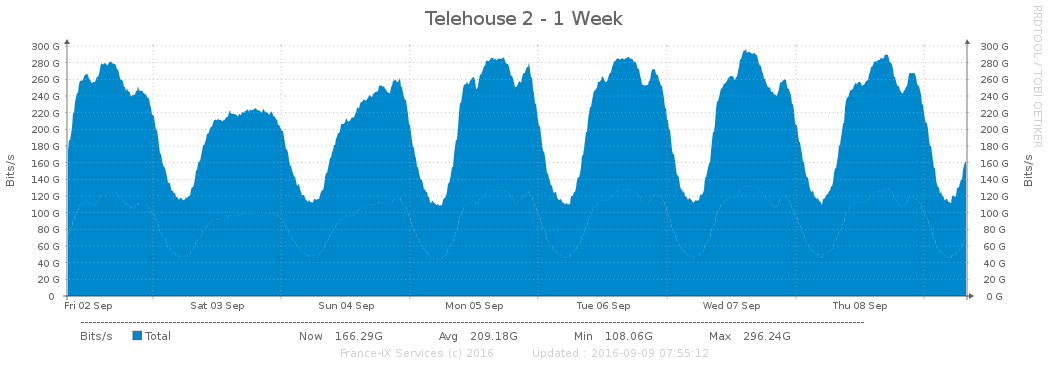 Telehouse 2 - 1 Week
RRDTOOL / TOBI OETIKER
Bits/s
300 G
280 G
260 G
240 G
220 G
200 G
180 G
160 G
140 G
120 G
100 G
80 G
60 G
40 G
20 G
0
300 G
280 G
260 G
240 G
220 G
200 G
180 G
160 G
140 G
120 G
100 G
80 G
60 G
40 G
20 G
0 G
Bits/s
Fri 02 Sep Sat 03 Sep Sun 04 Sep Mon 05 Sep Tue 06 Sep Wed 07 Sep Thu 08 Sep
Bits/s Total Now 166.29G Avg 209.18G Min 108.06G Max 296.24G
France-IX Services (c) 2016 Updated : 2016-09-09 07:55:12